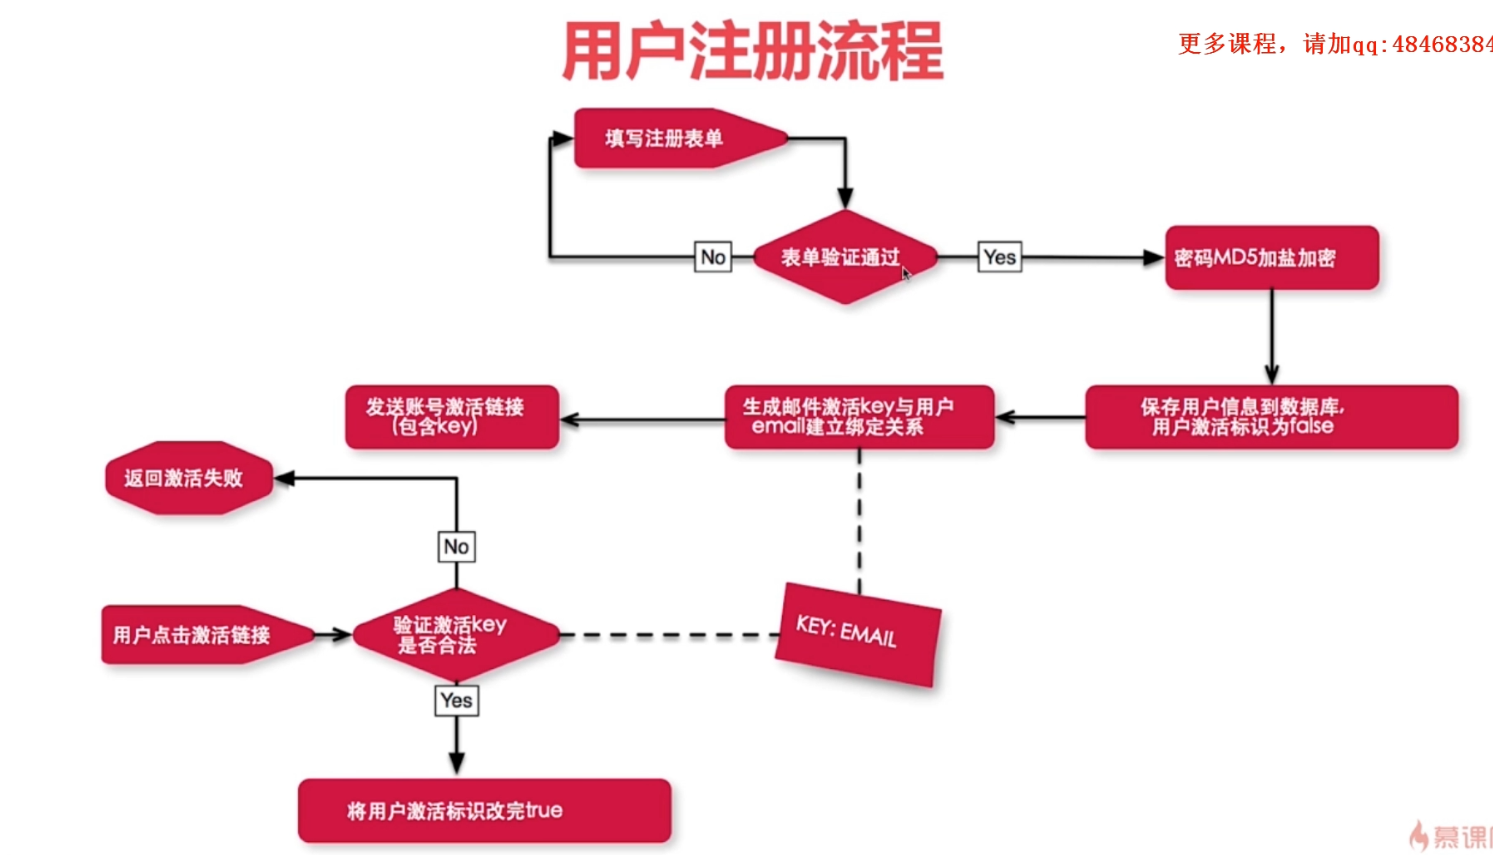 用户注册流程
更多课程，请加qq:48468384
填写注册表单
No
表单验证通过
Yes
密码MD5加盐加密
发送账号激活链接
(包含key)
生成邮件激活key与用户
email建立绑定关系
保存用户信息到数据库,
用户激活标识为false
返回激活失败
No
用户点击激活链接
验证激活key
是否合法
KEY: EMAIL
Yes
将用户激活标识改完true
慕课